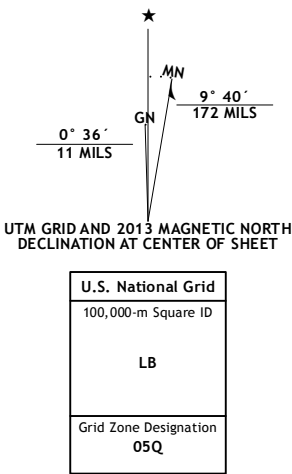 ★
MN
GN
9° 40´
172 MILS
0° 36´
11 MILS
UTM GRID AND 2013 MAGNETIC NORTH
DECLINATION AT CENTER OF SHEET
U.S. National Grid
100,000-m Square ID
LB
Grid Zone Designation
05Q